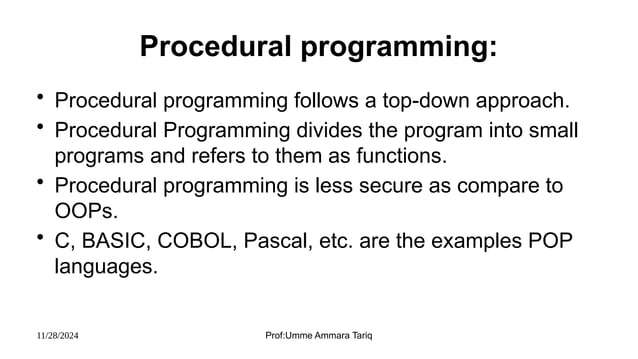 Procedural programming:
• Procedural programming follows a top-down approach.
• Procedural Programming divides the program into small
programs and refers to them as functions.
• Procedural programming is less secure as compare to
OOPs.
• C, BASIC, COBOL, Pascal, etc. are the examples POP
languages.
11/28/2024
Prof:Umme Ammara Tariq